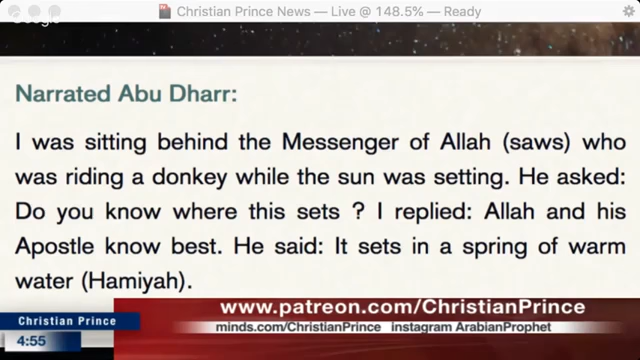 Christian Prince News — Live @ 148.5% — Ready
Google
Narrated Abu Dharr:
I was sitting behind the Messenger of Allah (saws) who
was riding a donkey while the sun was setting. He asked:
Do you know where this sets ? I replied: Allah and his
Apostle know best. He said: It sets in a spring of warm
water (Hamiyah).
www.patreon.com/ChristianPrince
Christian Prince
minds.com/ChristianPrince instagram ArabianProphet
4:55